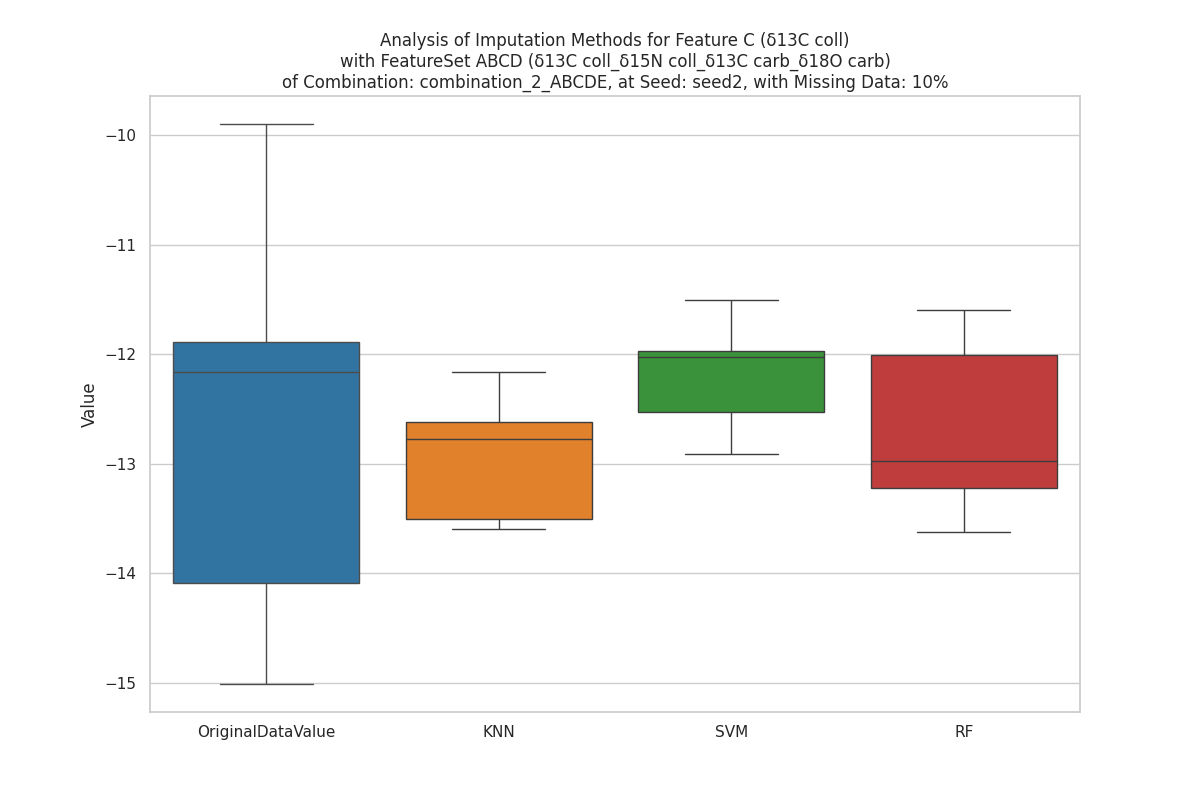 Analysis of Imputation Methods for Feature C (δ13C coll)
with FeatureSet ABCD (δ13C coll_δ15N coll_δ13C carb_δ18O carb)
of Combination: combination_2_ABCDE, at Seed: seed2, with Missing Data: 10%
Value
−10
−11
−12
−13
−14
−15
OriginalDataValue
KNN
SVM
RF